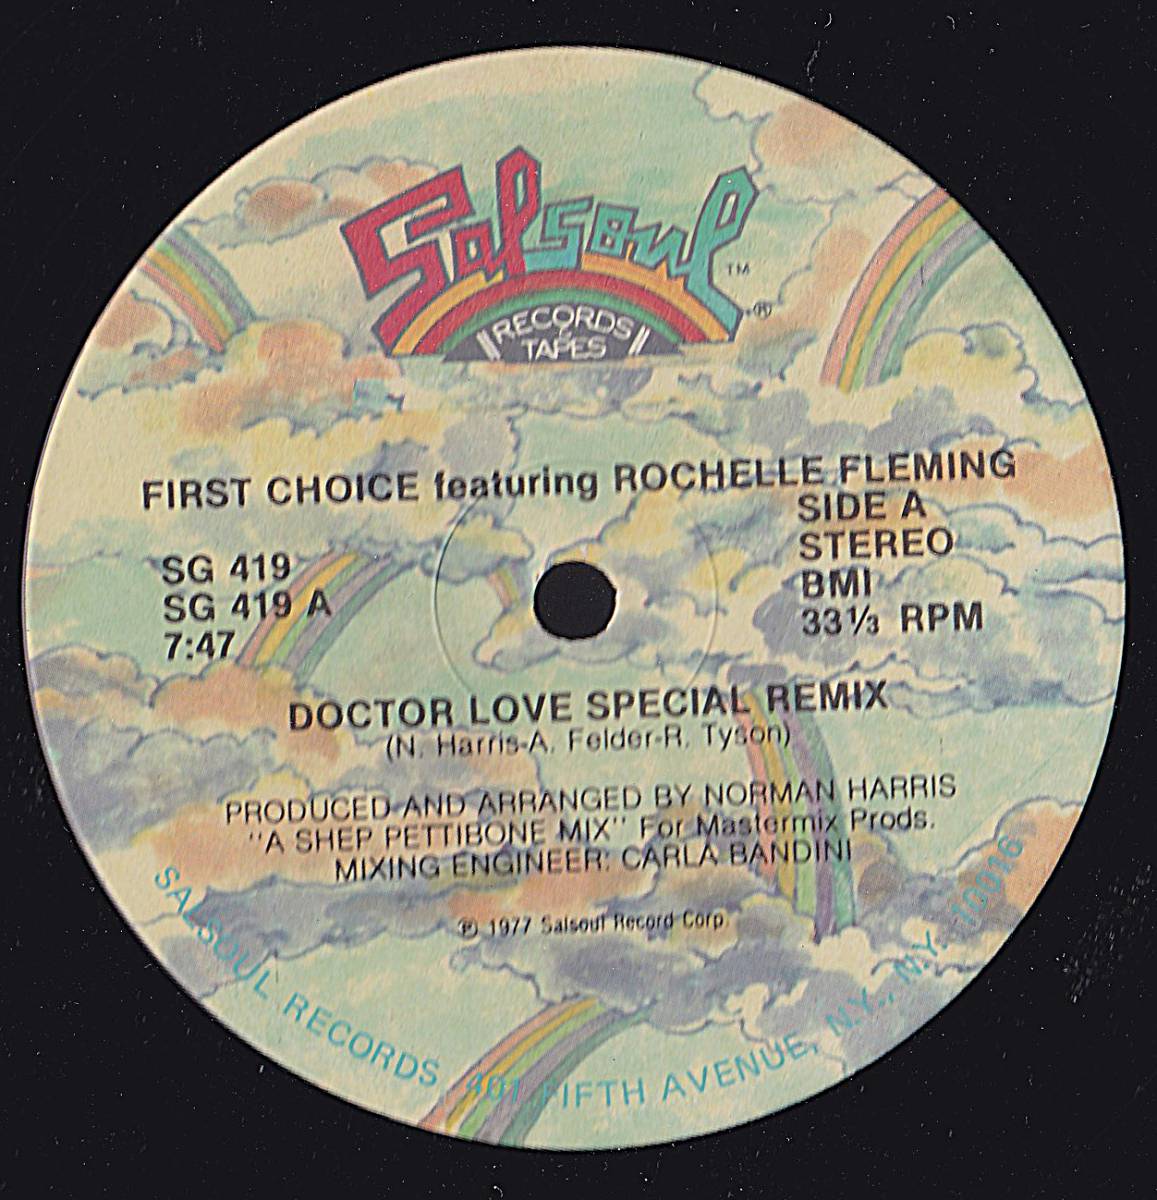 Salsoul TM
®
RECORDS
&
TAPES
FIRST CHOICE featuring ROCHELLE FLEMING
SIDE A
STEREO
BMI
33⅓ RPM
SG 419
SG 419 A
7:47
DOCTOR LOVE SPECIAL REMIX
(N. Harris-A. Felder-R. Tyson)
PRODUCED AND ARRANGED BY NORMAN HARRIS
"A SHEP PETTIBONE MIX" For Mastermix Prods.
MIXING ENGINEER: CARLA BANDINI
℗ 1977 Salsoul Record Corp.
SALSOUL RECORDS 401 FIFTH AVENUE, N.Y., N.Y. 10016